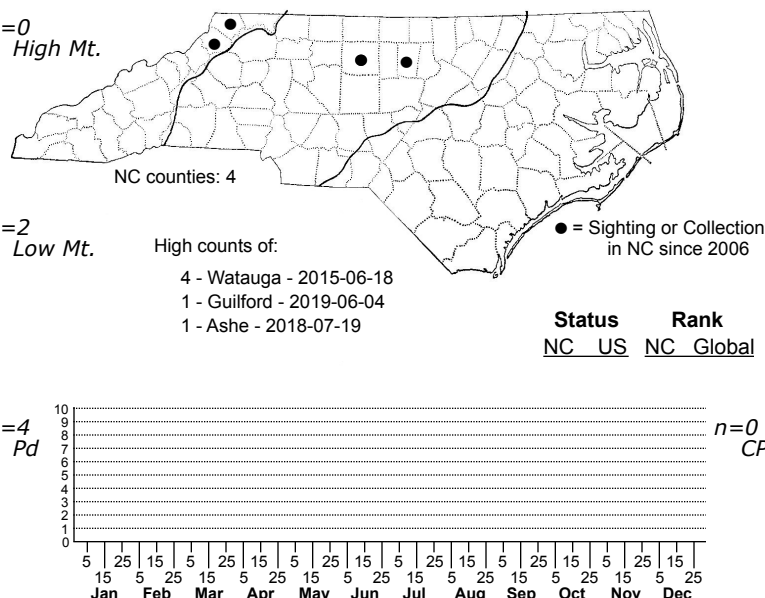 =0
High Mt.
NC counties: 4
=2
Low Mt.
High counts of:
4 - Watauga - 2015-06-18
1 - Guilford - 2019-06-04
1 - Ashe - 2018-07-19
● = Sighting or Collection
in NC since 2006
Status Rank
NC US NC Global
=4
Pd
n=0
CP
10
9
8
7
6
5
4
3
2
1
0
5 25 15 5 25 15 5 25 15 5 25 15 5 25 15 5 25 15
15 5 25 15 5 25 15 5 25 15 5 25 15 5 25 15 5 25
Jan Feb Mar Apr May Jun Jul Aug Sep Oct Nov Dec